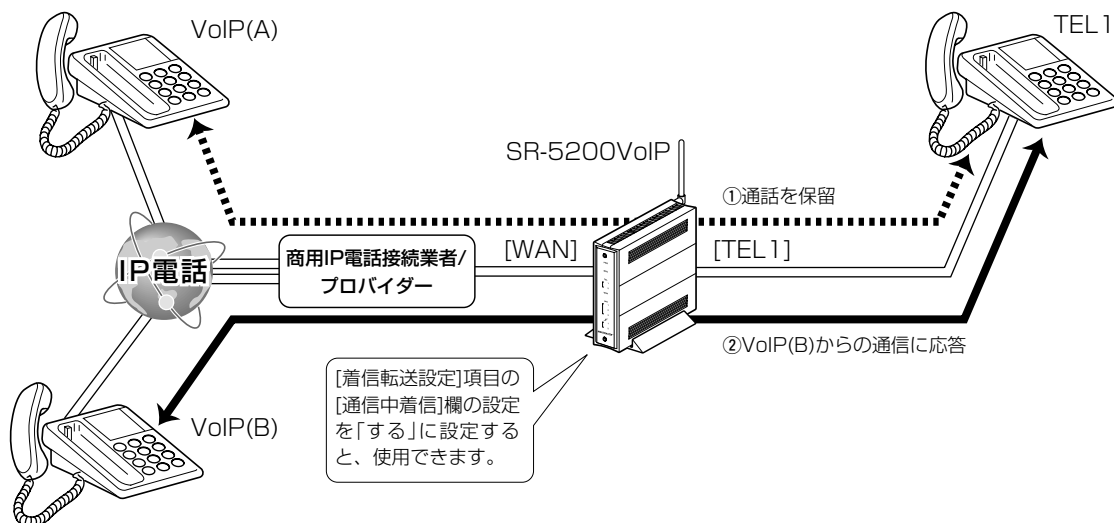 VoIP(A)
TEL1
SR-5200VoIP
①通話を保留
IP電話
商用IP電話接続業者/
プロバイダー
[WAN]
[TEL1]
②VoIP(B)からの通信に応答
[着信転送設定]項目の
[通信中着信]欄の設定
を「する」に設定する
と、使用できます。
VoIP(B)